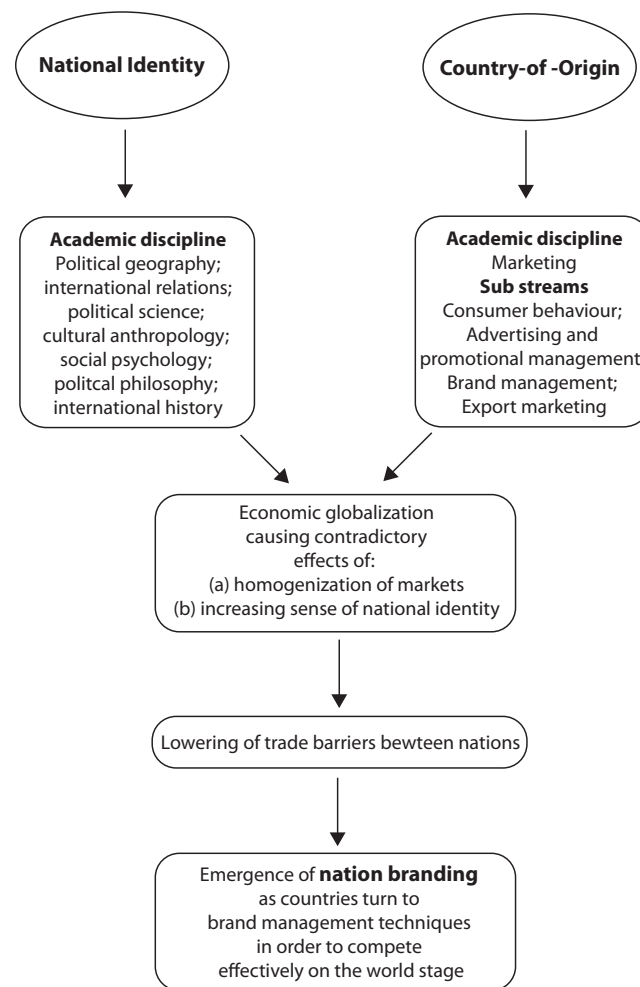 National Identity
Country-of -Origin
Academic discipline
Political geography;
international relations;
political science;
cultural anthropology;
social psychology;
politcal philosophy;
international history
Academic discipline
Marketing
Sub streams
Consumer behaviour;
Advertising and
promotional management
Brand management;
Export marketing
Economic globalization
causing contradictory
effects of:
(a) homogenization of markets
(b) increasing sense of national identity
Lowering of trade barriers bewteen nations
Emergence of nation branding
as countries turn to
brand management techniques
in order to compete
effectively on the world stage